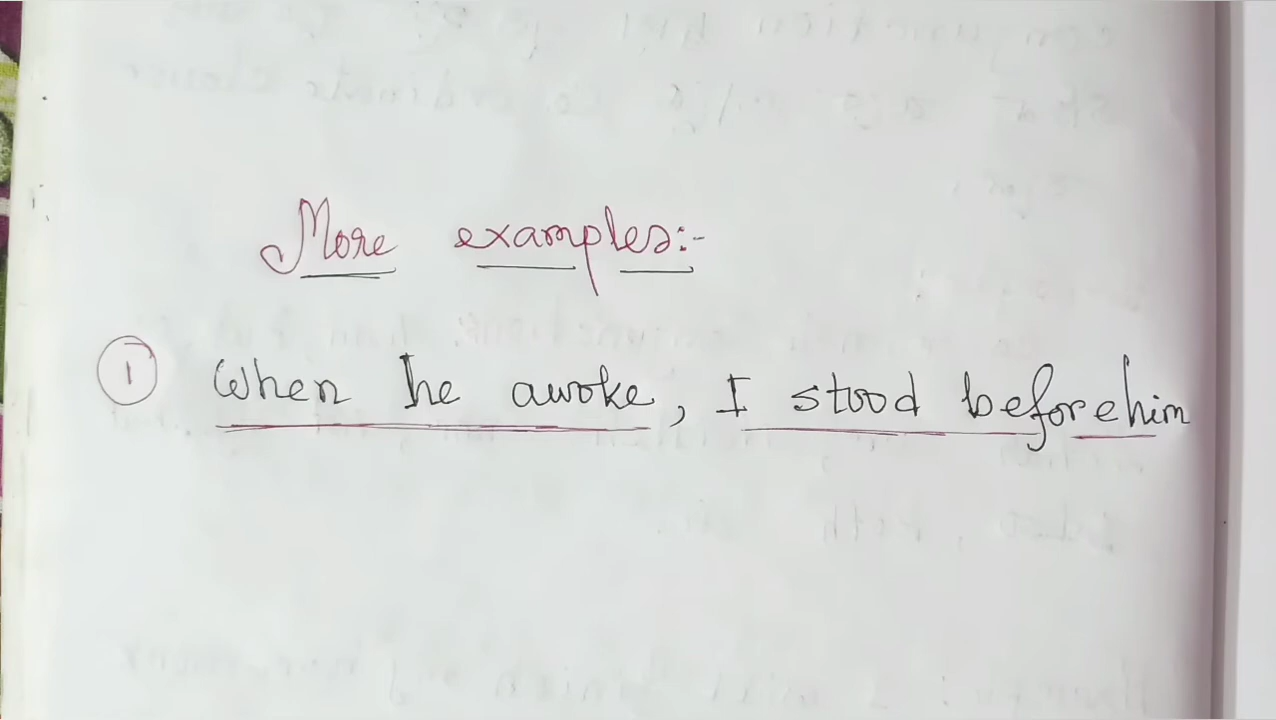 More examples:-
① When he awoke, I stood before him